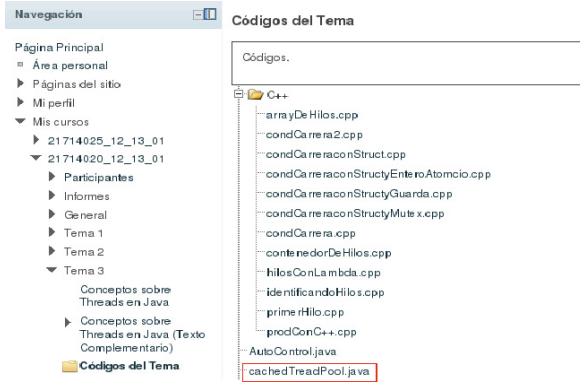 Navegación
Página Principal
Área personal
Páginas del sitio
Mi perfil
Mis cursos
21714025_12_13_01
21714020_12_13_01
Participantes
Informes
General
Tema 1
Tema 2
Tema 3
Conceptos sobre
Threads en Java
Conceptos sobre
Threads en Java (Texto
Complementario)
Códigos del Tema
Códigos del Tema
Códigos.
C++
arrayDeHilos.cpp
condCarrera2.cpp
condCarreraconStruct.cpp
condCarreraconStructyEnteroAtomcio.cpp
condCarreraconStructyGuarda.cpp
condCarreraconStructyMutex.cpp
condCarrera.cpp
contenedorDeHilos.cpp
hilosConLambda.cpp
identificandoHilos.cpp
primerHilo.cpp
prodConC++.cpp
AutoControl.java
cachedTreadPool.java